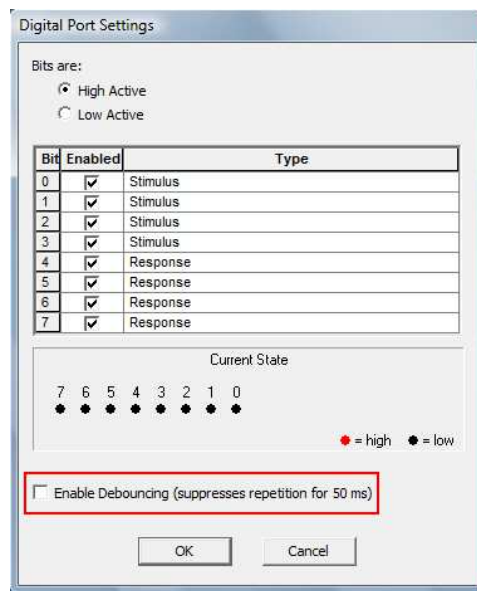 Digital Port Settings
Bits are:
High Active
Low Active
Bit Enabled Type
0 Stimulus
1 Stimulus
2 Stimulus
3 Stimulus
4 Response
5 Response
6 Response
7 Response
Current State
7 6 5 4 3 2 1 0
= high = low
Enable Debouncing (suppresses repetition for 50 ms)
OK Cancel